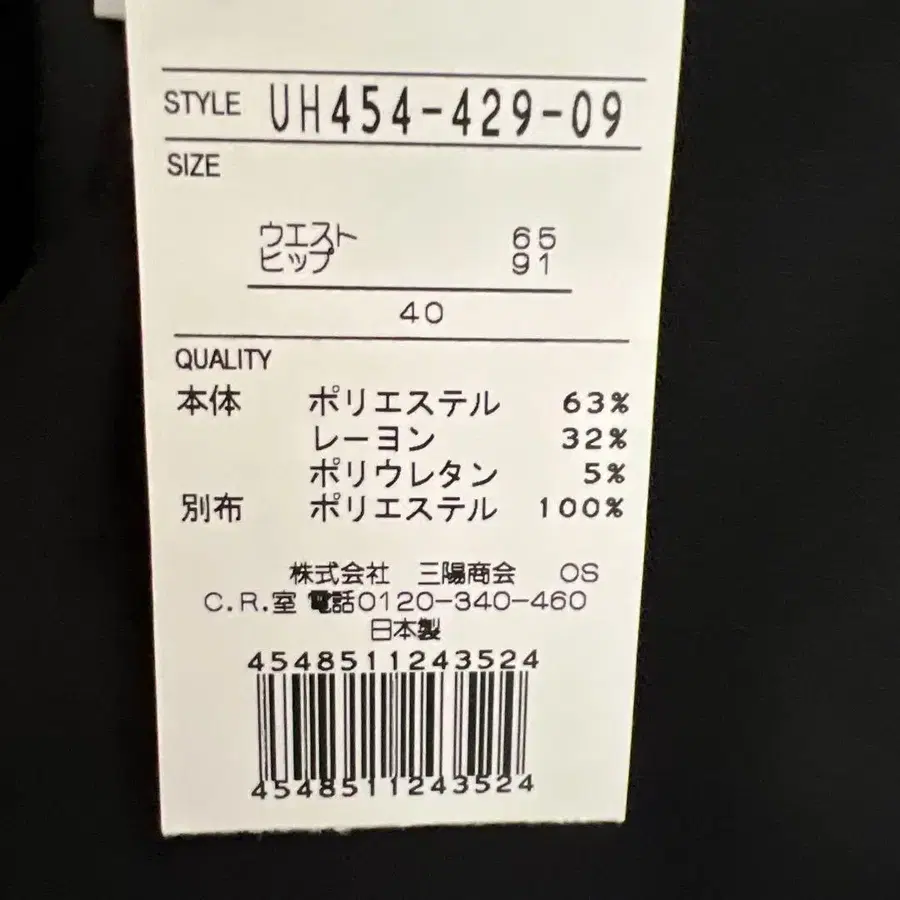 STYLE UH454-429-09
SIZE
ウエスト 65
ヒップ 91
40
QUALITY
本体 ポリエステル 63%
レーヨン 32%
ポリウレタン 5%
別布 ポリエステル 100%
株式会社 三陽商会 OS
C.R.室 電話0120-340-460
日本製
4548511243524
4548511243524